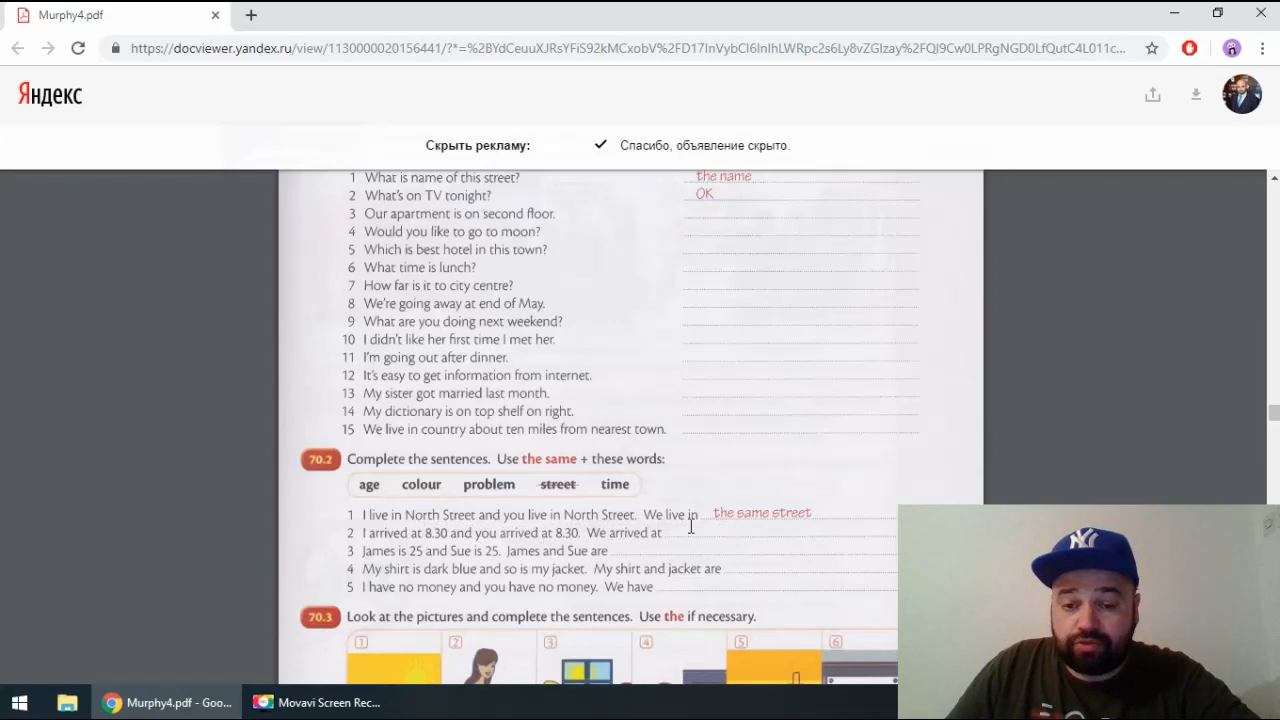 Murphy4.pdf
https://docviewer.yandex.ru/view/1130000020156441/?*=%2BYdCeuuXJRsYFiS92kMCxobV%2BD17InVybCI6InlhLWRpc2s6Ly8vZGlzay%2FQl9Cw0LPRgNGD0LfQutC4L011c...
Яндекс
Скрыть рекламу: Спасибо, объявление скрыто.
1 What is name of this street? the name
2 What's on TV tonight? OK
3 Our apartment is on second floor.
4 Would you like to go to moon?
5 Which is best hotel in this town?
6 What time is lunch?
7 How far is it to city centre?
8 We're going away at end of May.
9 What are you doing next weekend?
10 I didn't like her first time I met her.
11 I'm going out after dinner.
12 It's easy to get information from internet.
13 My sister got married last month.
14 My dictionary is on top shelf on right.
15 We live in country about ten miles from nearest town.
70.2 Complete the sentences. Use the same + these words:
age colour problem street time
1 I live in North Street and you live in North Street. We live in the same street
2 I arrived at 8.30 and you arrived at 8.30. We arrived at
3 James is 25 and Sue is 25. James and Sue are
4 My shirt is dark blue and so is my jacket. My shirt and jacket are
5 I have no money and you have no money. We have
70.3 Look at the pictures and complete the sentences. Use the if necessary.
1 2 3 4 5 6
Murphy4.pdf - Goo...
Movavi Screen Rec...